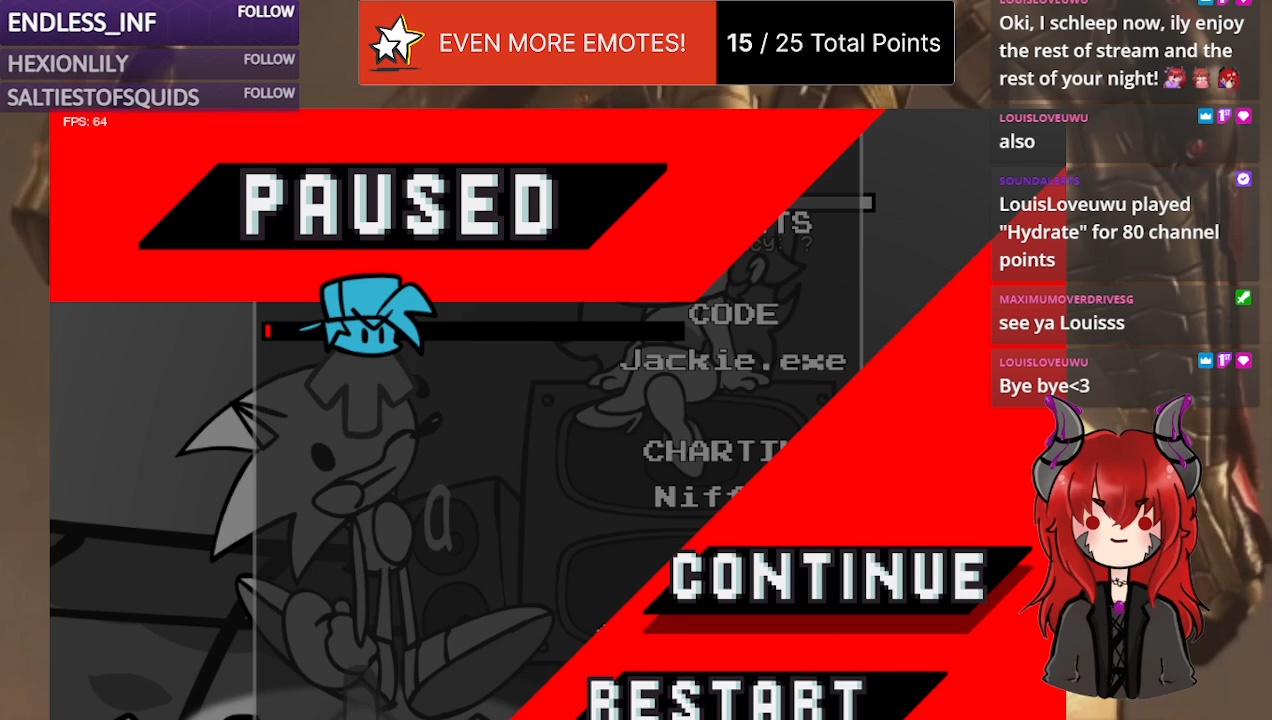 ENDLESS_INF FOLLOW
HEXIONLILY FOLLOW
SALTIESTOFSQUIDS FOLLOW
EVEN MORE EMOTES! 15 / 25 Total Points
FPS: 64
PAUSED
CODE
Jackie.exe
CONTINUE
RESTART
Oki, I schleep now, ily enjoy
the rest of stream and the
rest of your night!
LOUISLOVEUWU
also
SOUNDALERTS
LouisLoveuwu played
"Hydrate" for 80 channel
points
MAXIMUMOVERDRIVESG
see ya Louisss
LOUISLOVEUWU
Bye bye<3